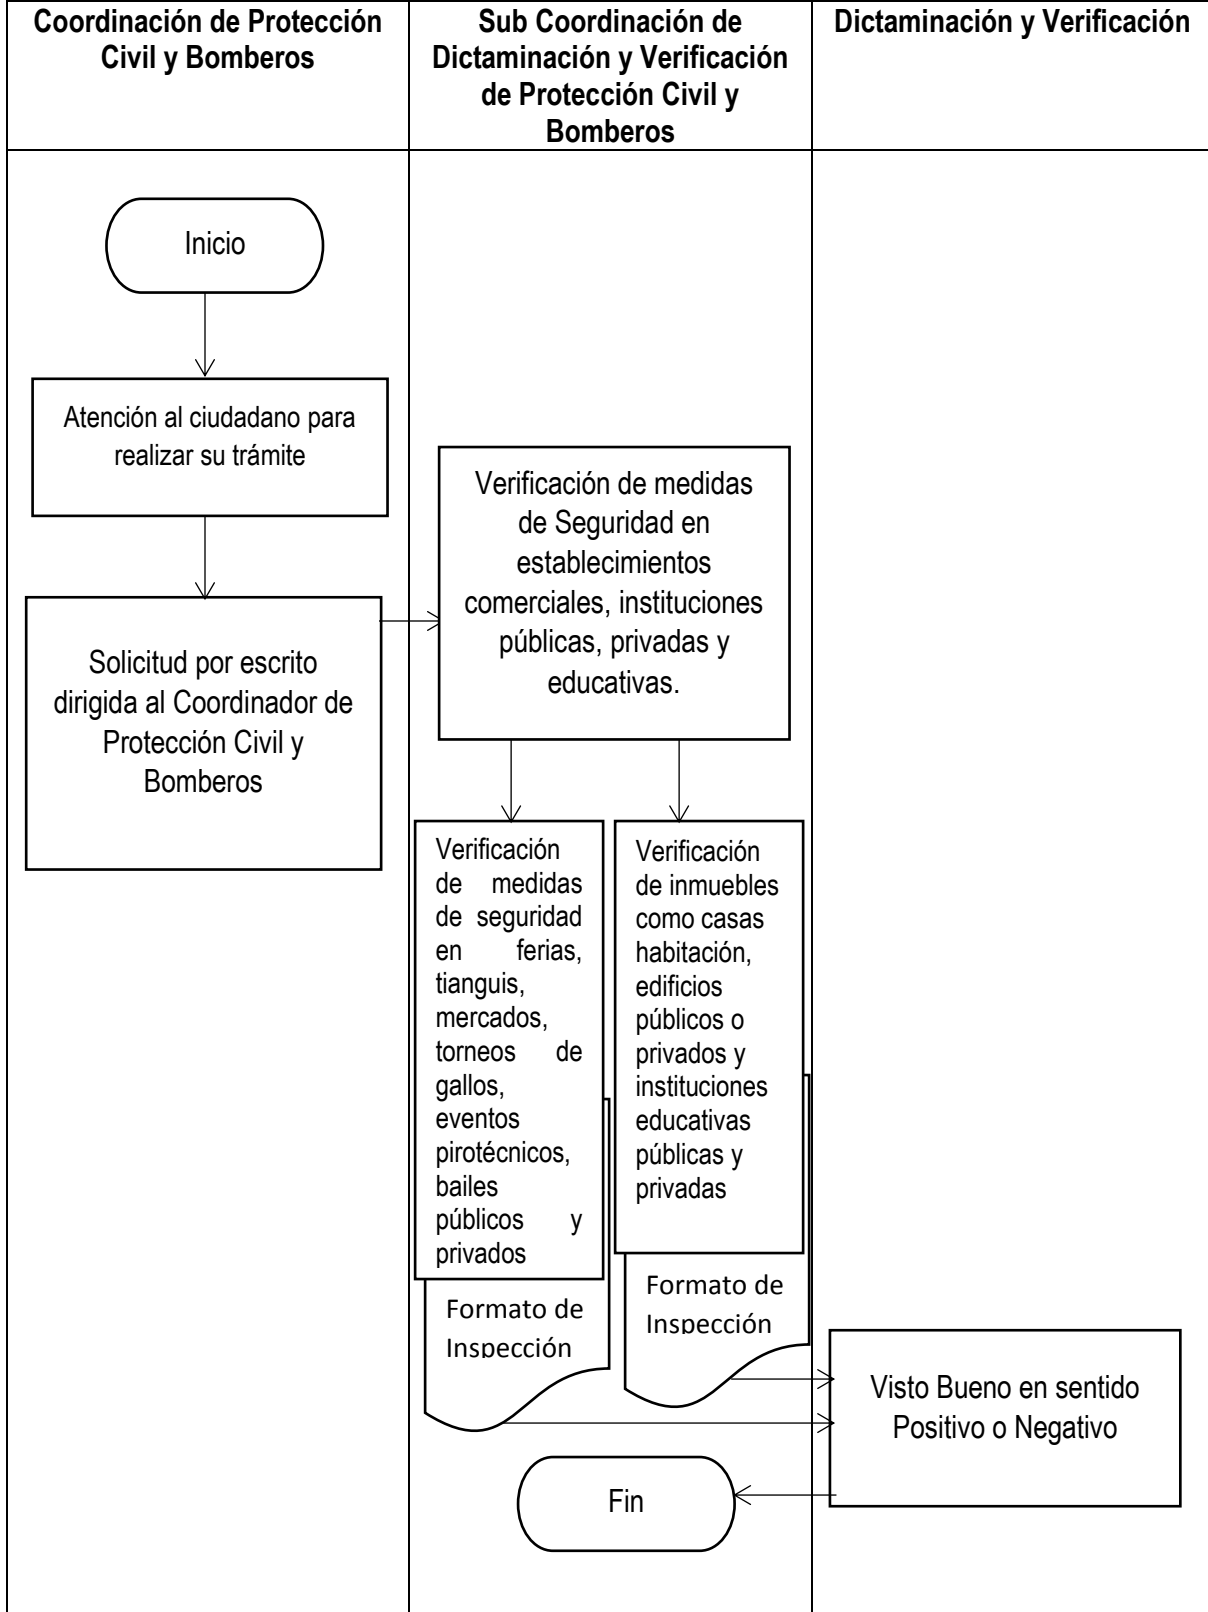 Coordinación de Protección
Civil y Bomberos
Sub Coordinación de
Dictaminación y Verificación
de Protección Civil y
Bomberos
Dictaminación y Verificación
Inicio
Atención al ciudadano para
realizar su trámite
Solicitud por escrito
dirigida al Coordinador de
Protección Civil y
Bomberos
Verificación de medidas
de Seguridad en
establecimientos
comerciales, instituciones
públicas, privadas y
educativas.
Verificación
de medidas
de seguridad
en ferias,
tianguis,
mercados,
torneos de
gallos,
eventos
pirotécnicos,
bailes
públicos y
privados
Formato de
Inspección
Verificación
de inmuebles
como casas
habitación,
edificios
públicos o
privados y
instituciones
educativas
públicas y
privadas
Formato de
Inspección
Visto Bueno en sentido
Positivo o Negativo
Fin